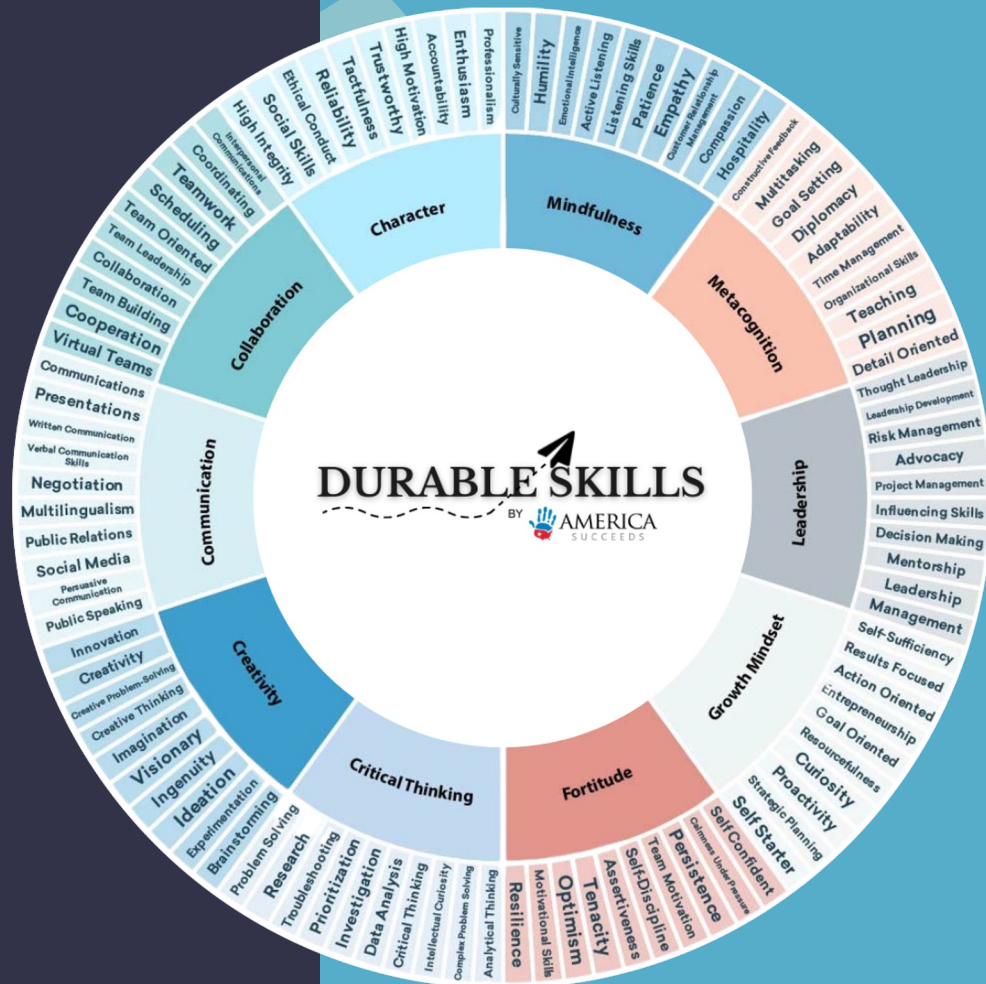 DURABLE SKILLS
BY
AMERICA
SUCCEEDS
Character
Professionalism
Enthusiasm
Accountability
High Motivation
Trustworthy
Tactfulness
Reliability
Ethical Conduct
Social Skills
High Integrity
Mindfulness
Culturally Sensitive
Humility
Emotional Intelligence
Active Listening
Listening Skills
Patience
Empathy
Customer Relationship
Management
Compassion
Hospitality
Metacognition
Constructive Feedback
Multitasking
Goal Setting
Diplomacy
Adaptability
Time Management
Organizational Skills
Teaching
Planning
Detail Oriented
Leadership
Thought Leadership
Leadership Development
Risk Management
Advocacy
Project Management
Influencing Skills
Decision Making
Mentorship
Leadership
Management
Growth Mindset
Self-Sufficiency
Results Focused
Action Oriented
Entrepreneurship
Goal Oriented
Resourcefulness
Curiosity
Proactivity
Strategic Planning
Self Starter
Fortitude
Self Confident
Calmness Under Pressure
Persistence
Team Motivation
Self-Discipline
Assertiveness
Tenacity
Optimism
Motivational Skills
Resilience
Critical Thinking
Analytical Thinking
Complex Problem Solving
Intellectual Curiosity
Critical Thinking
Data Analysis
Investigation
Prioritization
Troubleshooting
Research
Problem Solving
Creativity
Brainstorming
Experimentation
Ideation
Ingenuity
Visionary
Imagination
Creative Thinking
Creative Problem-Solving
Creativity
Innovation
Communication
Public Speaking
Persuasive
Communication
Social Media
Public Relations
Multilingualism
Negotiation
Verbal Communication
Skills
Written Communication
Presentations
Communications
Collaboration
Virtual Teams
Cooperation
Team Building
Collaboration
Team Leadership
Team Oriented
Scheduling
Teamwork
Coordinating
Interpersonal
Communications